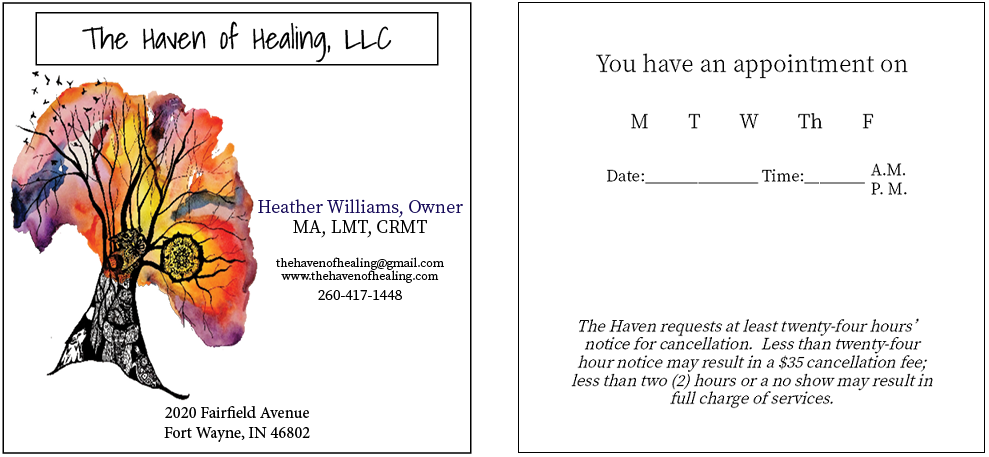 The Haven of Healing, LLC
Heather Williams, Owner
MA, LMT, CRMT
thehavenofhealing@gmail.com
www.thehavenofhealing.com
260-417-1448
2020 Fairfield Avenue
Fort Wayne, IN 46802
You have an appointment on
M T W Th F
Date:_______________ Time:________ A.M.
P. M.
The Haven requests at least twenty-four hours’
notice for cancellation.  Less than twenty-four
hour notice may result in a $35 cancellation fee;
less than two (2) hours or a no show may result in
full charge of services.